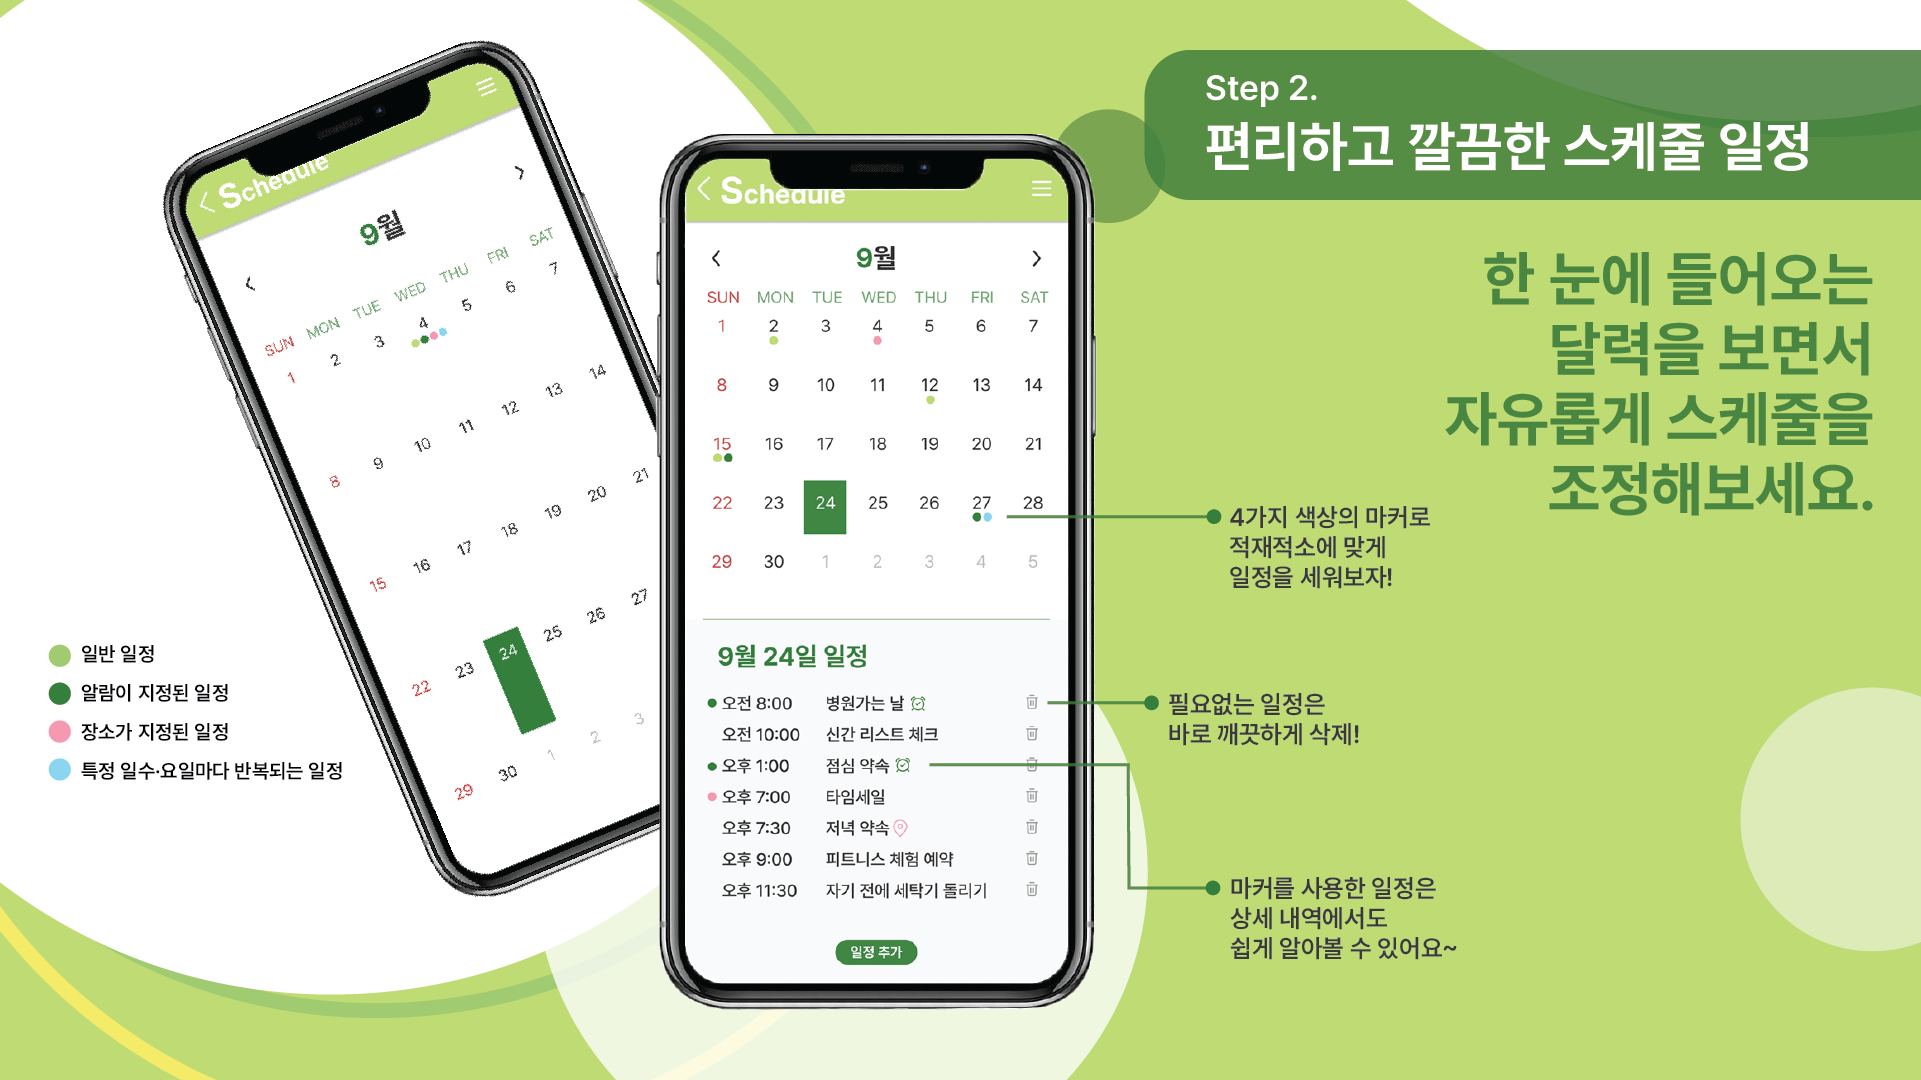 Step 2.
편리하고 깔끔한 스케줄 일정
한 눈에 들어오는
달력을 보면서
자유롭게 스케줄을
조정해보세요.
Schedule
9월
SUN MON TUE WED THU FRI SAT
1 2 3 4 5 6 7
8 9 10 11 12 13 14
15 16 17 18 19 20 21
22 23 24 25 26 27
29 30 1 2 3
일반 일정
알람이 지정된 일정
장소가 지정된 일정
특정 일수·요일마다 반복되는 일정
Schedule
9월
SUN MON TUE WED THU FRI SAT
1 2 3 4 5 6 7
8 9 10 11 12 13 14
15 16 17 18 19 20 21
22 23 24 25 26 27 28
29 30 1 2 3 4 5
9월 24일 일정
오전 8:00 병원가는 날
오전 10:00 신간 리스트 체크
오후 1:00 점심 약속
오후 7:00 타임세일
오후 7:30 저녁 약속
오후 9:00 피트니스 체험 예약
오후 11:30 자기 전에 세탁기 돌리기
일정 추가
4가지 색상의 마커로
적재적소에 맞게
일정을 세워보자!
필요없는 일정은
바로 깨끗하게 삭제!
마커를 사용한 일정은
상세 내역에서도
쉽게 알아볼 수 있어요~